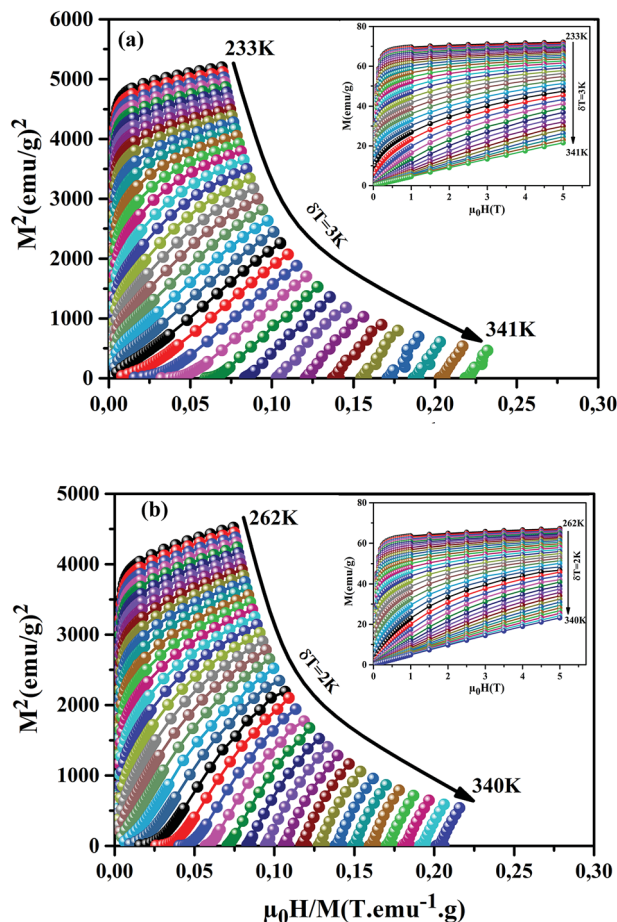 (a)
M²(emu/g)²
6000
5000
4000
3000
2000
1000
0
0,00 0,05 0,10 0,15 0,20 0,25 0,30
233K
δT=3K
341K
M(emu/g)
80
60
40
20
0
0 1 2 3 4 5
μ₀H(T)
233K
δT=3K
341K
(b)
M²(emu/g)²
5000
4000
3000
2000
1000
0
0,00 0,05 0,10 0,15 0,20 0,25 0,30
μ₀H/M(T.emu⁻¹.g)
262K
δT=2K
340K
M(emu/g)
80
60
40
20
0
0 1 2 3 4 5
μ₀H(T)
262K
δT=2K
340K